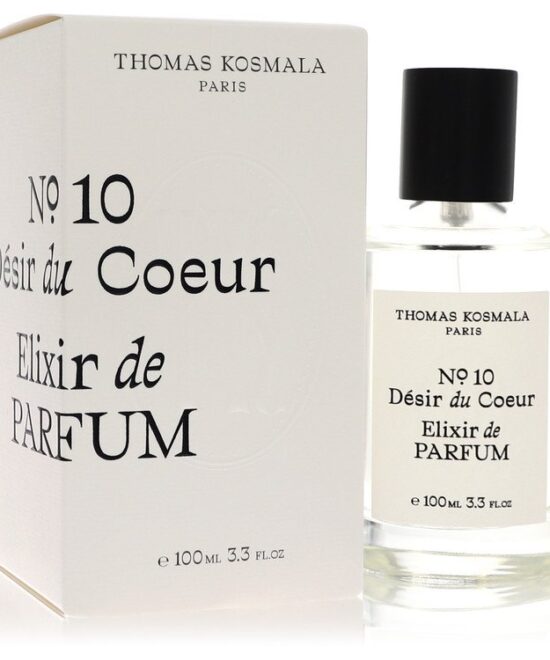 THOMAS KOSMALA
PARIS
Nº 10
Désir du Coeur
Elixir de
PARFUM
e 100ML 3.3 FL.OZ
THOMAS KOSMALA
PARIS
Nº 10
Désir du Coeur
Elixir de
PARFUM
e 100ML 3.3 FL.OZ